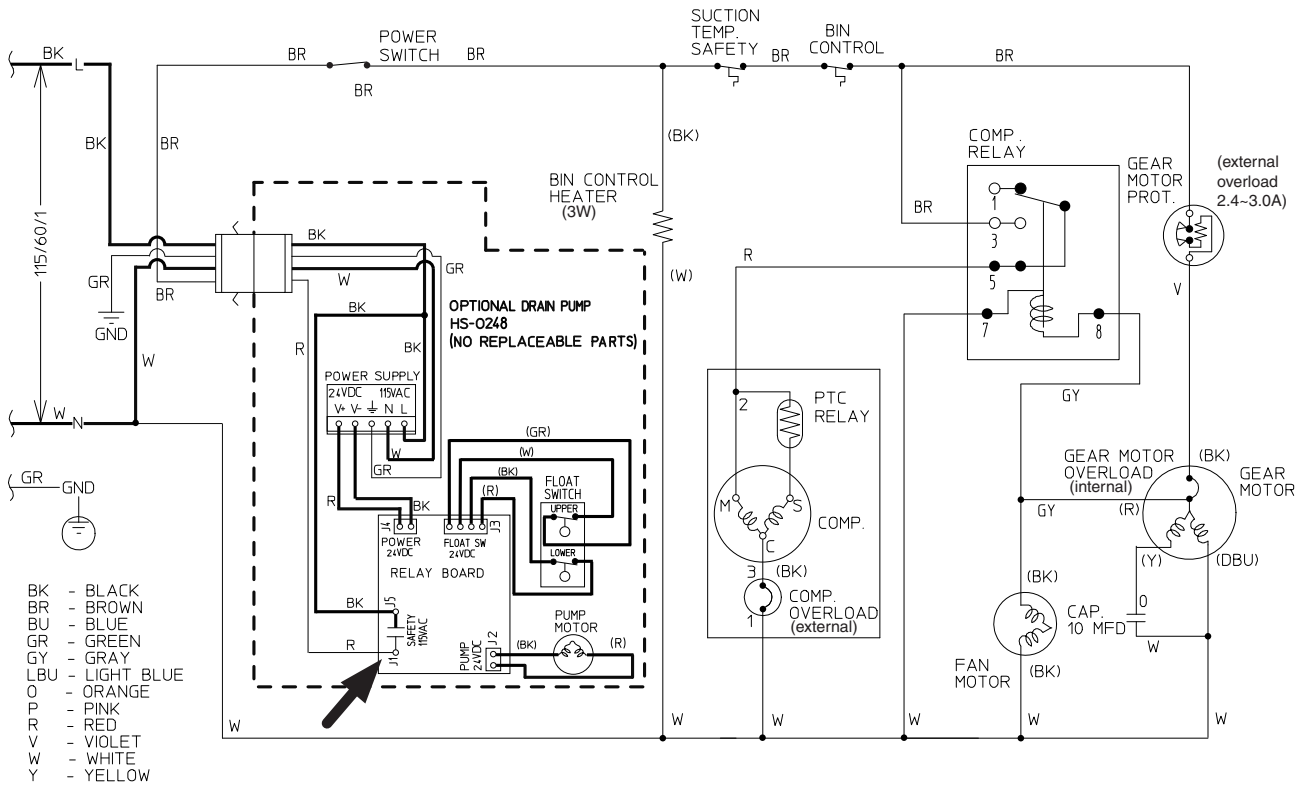 SUCTION
TEMP.
SAFETY
BIN
CONTROL
POWER
SWITCH
BK
L
BR
BR
BR
BR
BR
BK
BR
(BK)
COMP.
RELAY
GEAR
MOTOR
PROT.
(external
overload
2.4~3.0A)
BIN CONTROL
HEATER
(3W)
1
BR
3
115/60/1
BK
GR
W
GR
BR
R
(W)
5
V
GND
BK
OPTIONAL DRAIN PUMP
HS-0248
(NO REPLACEABLE PARTS)
7
8
R
BK
W
POWER SUPPLY
24VDC 115VAC
V+ V- N L
GY
2
PTC
RELAY
W
N
(GR)
W
(W)
GR
(BK)
(R)
FLOAT
SWITCH
UPPER
LOWER
GEAR MOTOR
OVERLOAD
(internal)
(BK)
GEAR
MOTOR
GR
GND
R
BK
M
S
C
COMP.
GY
(R)
J4
J3
POWER
24VDC
FLOAT SW
24VDC
RELAY BOARD
(Y)
(DBU)
3
(BK)
COMP.
OVERLOAD
(external)
1
(BK)
BK
J5
SAFETY
115VAC
PUMP
MOTOR
O
CAP.
10 MFD
W
R
J1
PUMP
24VDC
J2
(BK)
(R)
FAN
MOTOR
(BK)
W
W
W
W
W
W
BK - BLACK
BR - BROWN
BU - BLUE
GR - GREEN
GY - GRAY
LBU - LIGHT BLUE
O - ORANGE
P - PINK
R - RED
V - VIOLET
W - WHITE
Y - YELLOW